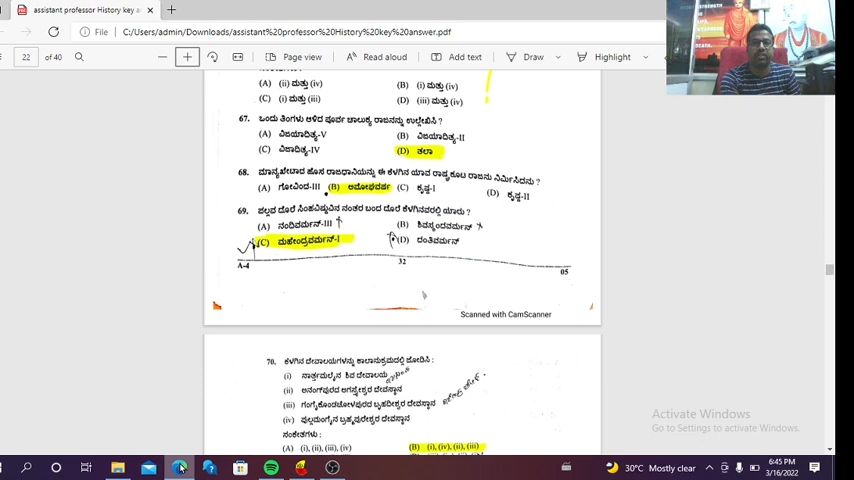 assistant professor History key a
File
C:/Users/admin/Downloads/assistant%20professor%20History%20key%20answer.pdf
22 of 40
Page view
Read aloud
Add text
Draw
Highlight
(A) (ii) ಮತ್ತು (iv) (B) (i) ಮತ್ತು (iv)
(C) (i) ಮತ್ತು (iii) (D) (iii) ಮತ್ತು (iv)
67. ಒಂದು ತಿಂಗಳು ಆಳಿದ ಪೂರ್ವ ಚಾಲುಕ್ಯ ರಾಜನನ್ನು ಉಲ್ಲೇಖಿಸಿ ?
(A) ವಿಜಯಾದಿತ್ಯ-V (B) ವಿಜಯಾದಿತ್ಯ-II
(C) ವಿಜಾದಿತ್ಯ-IV (D) ತಲಾ
68. ಮಾನ್ಯಖೇಟಾದ ಹೊಸ ರಾಜಧಾನಿಯನ್ನು ಈ ಕೆಳಗಿನ ಯಾವ ರಾಷ್ಟ್ರಕೂಟ ರಾಜನು ನಿರ್ಮಿಸಿದನು ?
(A) ಗೋವಿಂದ-III (B) ಅಮೋಘವರ್ಷ (C) ಕೃಷ್ಣ-I (D) ಕೃಷ್ಣ-II
69. ಪಲ್ಲವ ದೊರೆ ಸಿಂಹವಿಷ್ಣುವಿನ ನಂತರ ಬಂದ ದೊರೆ ಕೆಳಗಿನವರಲ್ಲಿ ಯಾರು ?
(A) ನಂದಿವರ್ಮನ್-III (B) ಶಿವಸ್ಕಂದವರ್ಮನ್
(C) ಮಹೇಂದ್ರವರ್ಮನ್-I (D) ದಂತಿವರ್ಮನ್
A-4 32 05
Scanned with CamScanner
70. ಕೆಳಗಿನ ದೇವಾಲಯಗಳನ್ನು ಕಾಲಾನುಕ್ರಮದಲ್ಲಿ ಜೋಡಿಸಿ :
(i) ನಾರ್ತ್ತಮಲೈನ ಶಿವ ದೇವಾಲಯ
(ii) ಅನಂಗ್‌ಪುರದ ಅಗಸ್ತ್ಯೇಶ್ವರ ದೇವಸ್ಥಾನ
(iii) ಗಂಗೈಕೊಂಡಚೋಳಪುರದ ಬೃಹದೀಶ್ವರ ದೇವಸ್ಥಾನ
(iv) ಪುಲ್ಲಮಂಗೈನ ಬ್ರಹ್ಮಪುರೇಶ್ವರ ದೇವಸ್ಥಾನ
ಸಂಕೇತಗಳು :
(A) (i), (ii), (iii), (iv) (B) (i), (iv), (ii), (iii)
Activate Windows
Go to Settings to activate Windows.
30°C Mostly clear
6:45 PM
3/16/2022